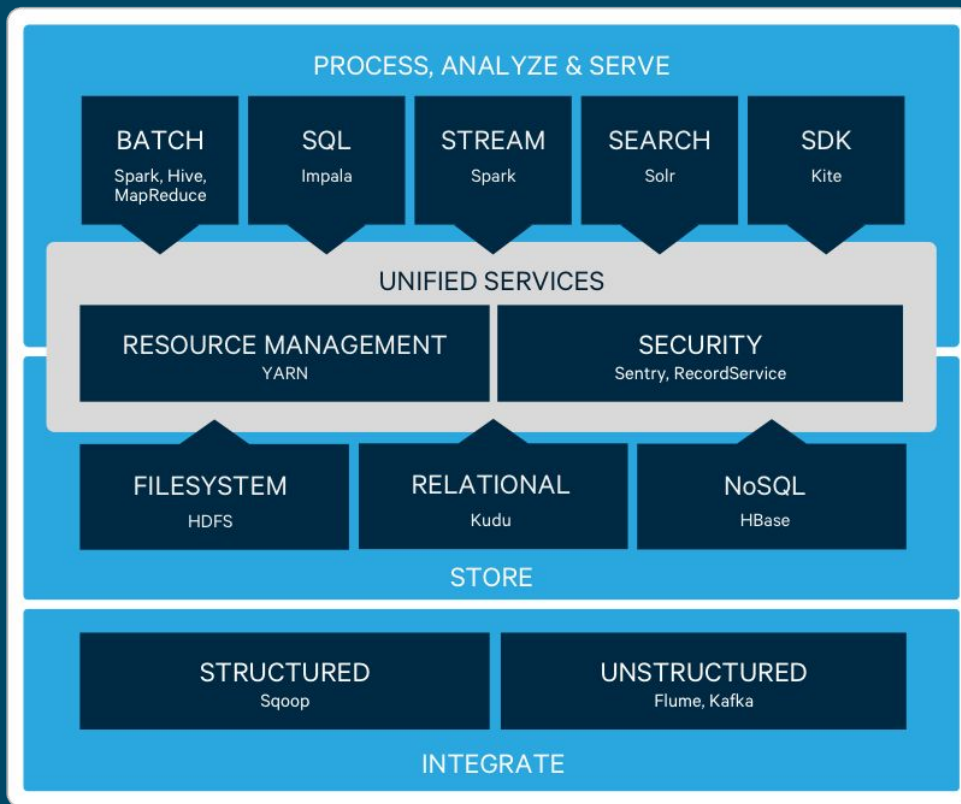 PROCESS, ANALYZE & SERVE
BATCH
Spark, Hive,
MapReduce
SQL
Impala
STREAM
Spark
SEARCH
Solr
SDK
Kite
UNIFIED SERVICES
RESOURCE MANAGEMENT
YARN
SECURITY
Sentry, RecordService
FILESYSTEM
HDFS
RELATIONAL
Kudu
NoSQL
HBase
STORE
STRUCTURED
Sqoop
UNSTRUCTURED
Flume, Kafka
INTEGRATE